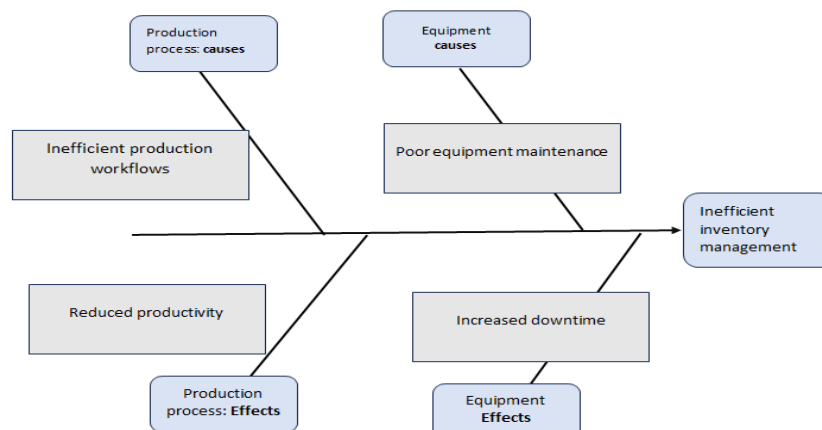 Production
process: causes
Equipment
causes
Inefficient production
workflows
Poor equipment maintenance
Inefficient
inventory
management
Reduced productivity
Increased downtime
Production
process: Effects
Equipment
Effects